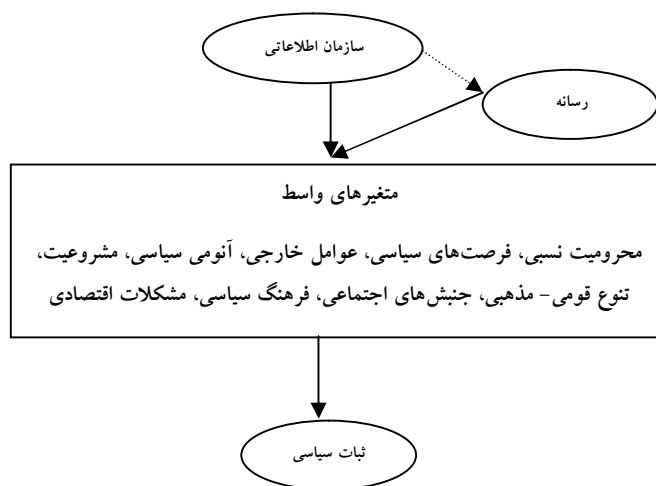 سازمان اطلاعاتی
رسانه
متغیرهای واسط
محرومیت نسبی، فرصت‌های سیاسی، عوامل خارجی، آنومی سیاسی، مشروعیت،
تنوع قومی- مذهبی، جنبش‌های اجتماعی، فرهنگ سیاسی، مشکلات اقتصادی
ثبات سیاسی